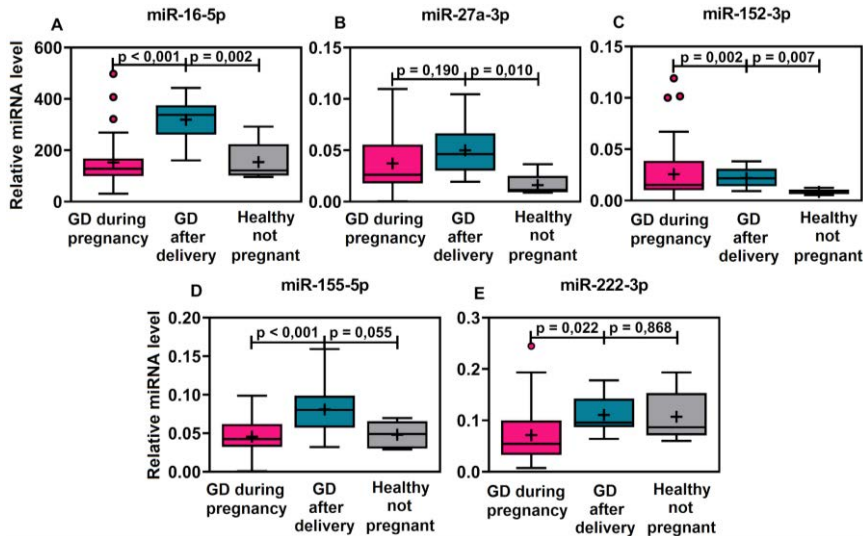 A
miR-16-5p
Relative miRNA level
600
400
200
0
p < 0,001
p = 0,002
GD during
pregnancy
GD
after
delivery
Healthy
not
pregnant
B
miR-27a-3p
0.15
0.10
0.05
0.00
p = 0,190
p = 0,010
GD during
pregnancy
GD
after
delivery
Healthy
not
pregnant
C
miR-152-3p
0.15
0.10
0.05
0.00
p = 0,002
p = 0,007
GD during
pregnancy
GD
after
delivery
Healthy
not
pregnant
D
miR-155-5p
Relative miRNA level
0.20
0.15
0.10
0.05
0.00
p < 0,001
p = 0,055
GD during
pregnancy
GD
after
delivery
Healthy
not
pregnant
E
miR-222-3p
0.3
0.2
0.1
0.0
p = 0,022
p = 0,868
GD during
pregnancy
GD
after
delivery
Healthy
not
pregnant